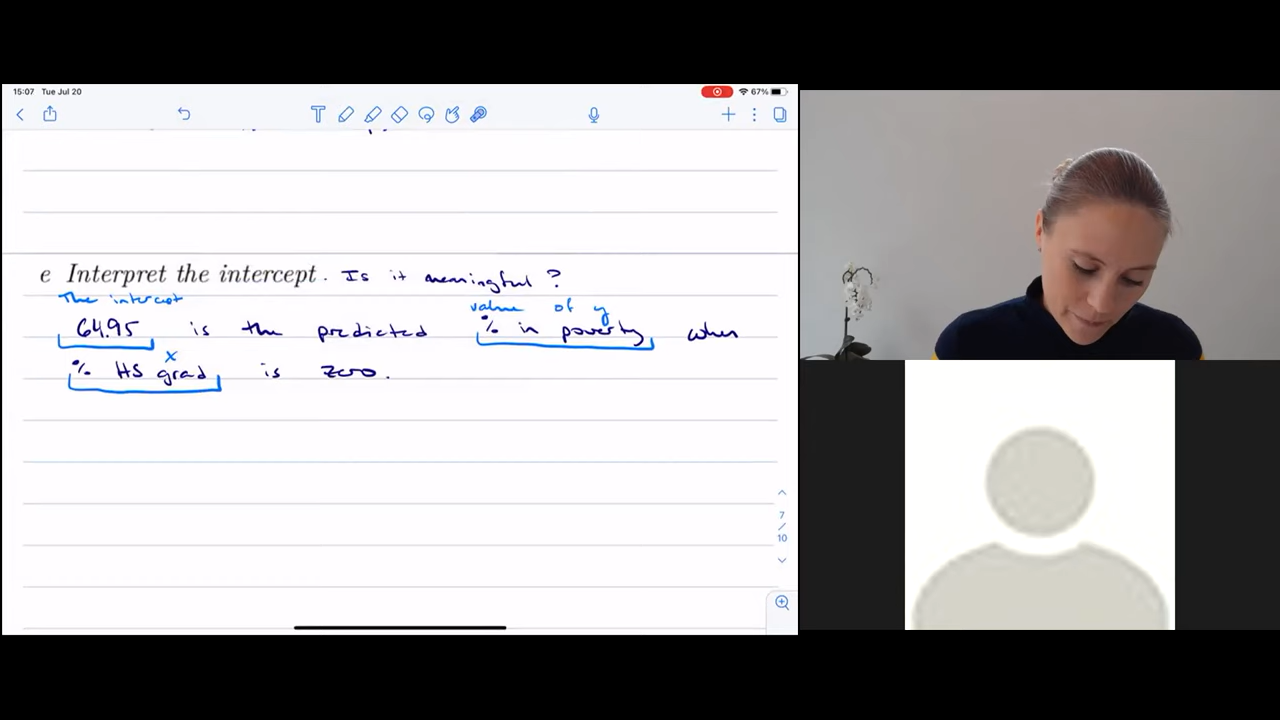 15:07 Tue Jul 20
67%
e Interpret the intercept. Is it meaningful?
The intercept value of y
64.95 is the predicted % in poverty when
x
% HS grad is zero.
7
/
10